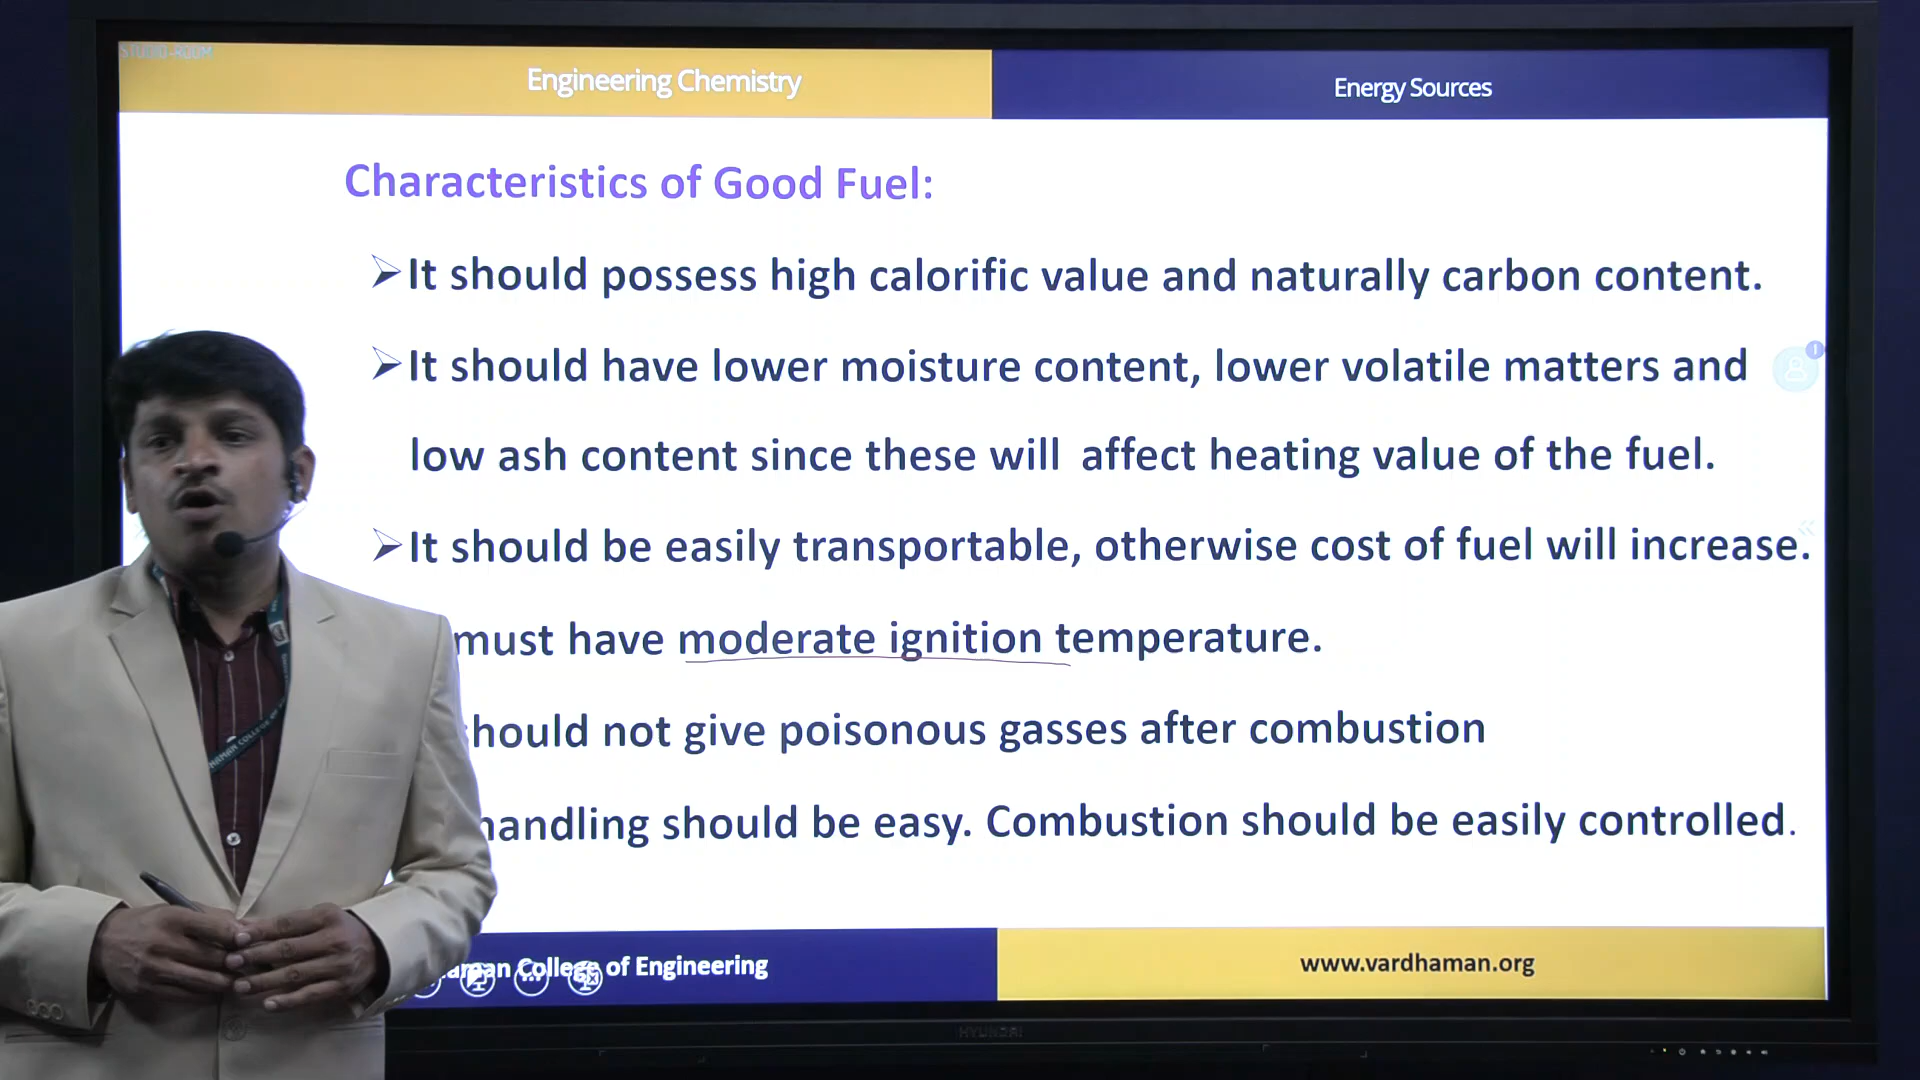 STUDIO-ROOM
Engineering Chemistry
Energy Sources
Characteristics of Good Fuel:
➢It should possess high calorific value and naturally carbon content.
➢It should have lower moisture content, lower volatile matters and
low ash content since these will affect heating value of the fuel.
➢It should be easily transportable, otherwise cost of fuel will increase.
must have moderate ignition temperature.
should not give poisonous gasses after combustion
handling should be easy. Combustion should be easily controlled.
College of Engineering
www.vardhaman.org
HYUNDAI